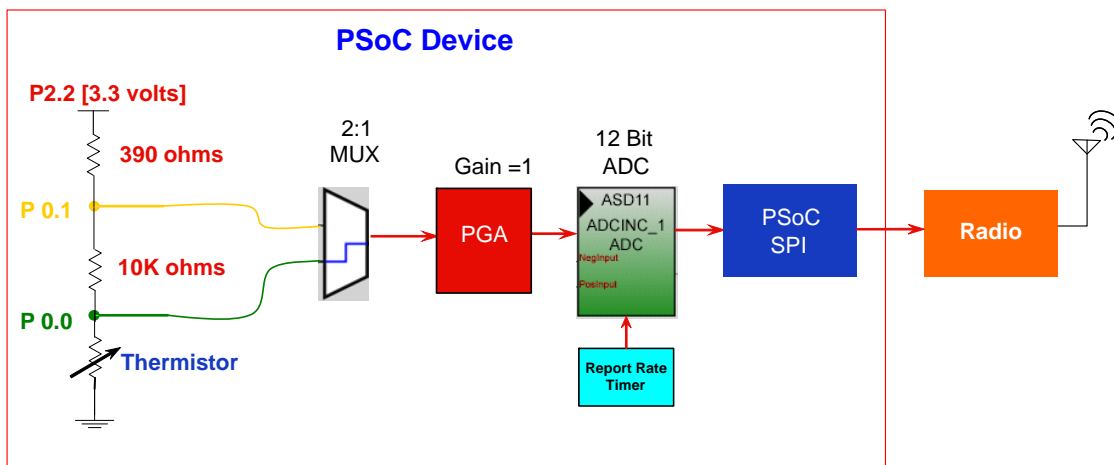 PSoC Device
P2.2 [3.3 volts]
390 ohms
P 0.1
10K ohms
P 0.0
Thermistor
2:1
MUX
Gain =1
PGA
12 Bit
ADC
ASD11
ADCINC_1
ADC
NegInput
PosInput
Report Rate
Timer
PSoC
SPI
Radio